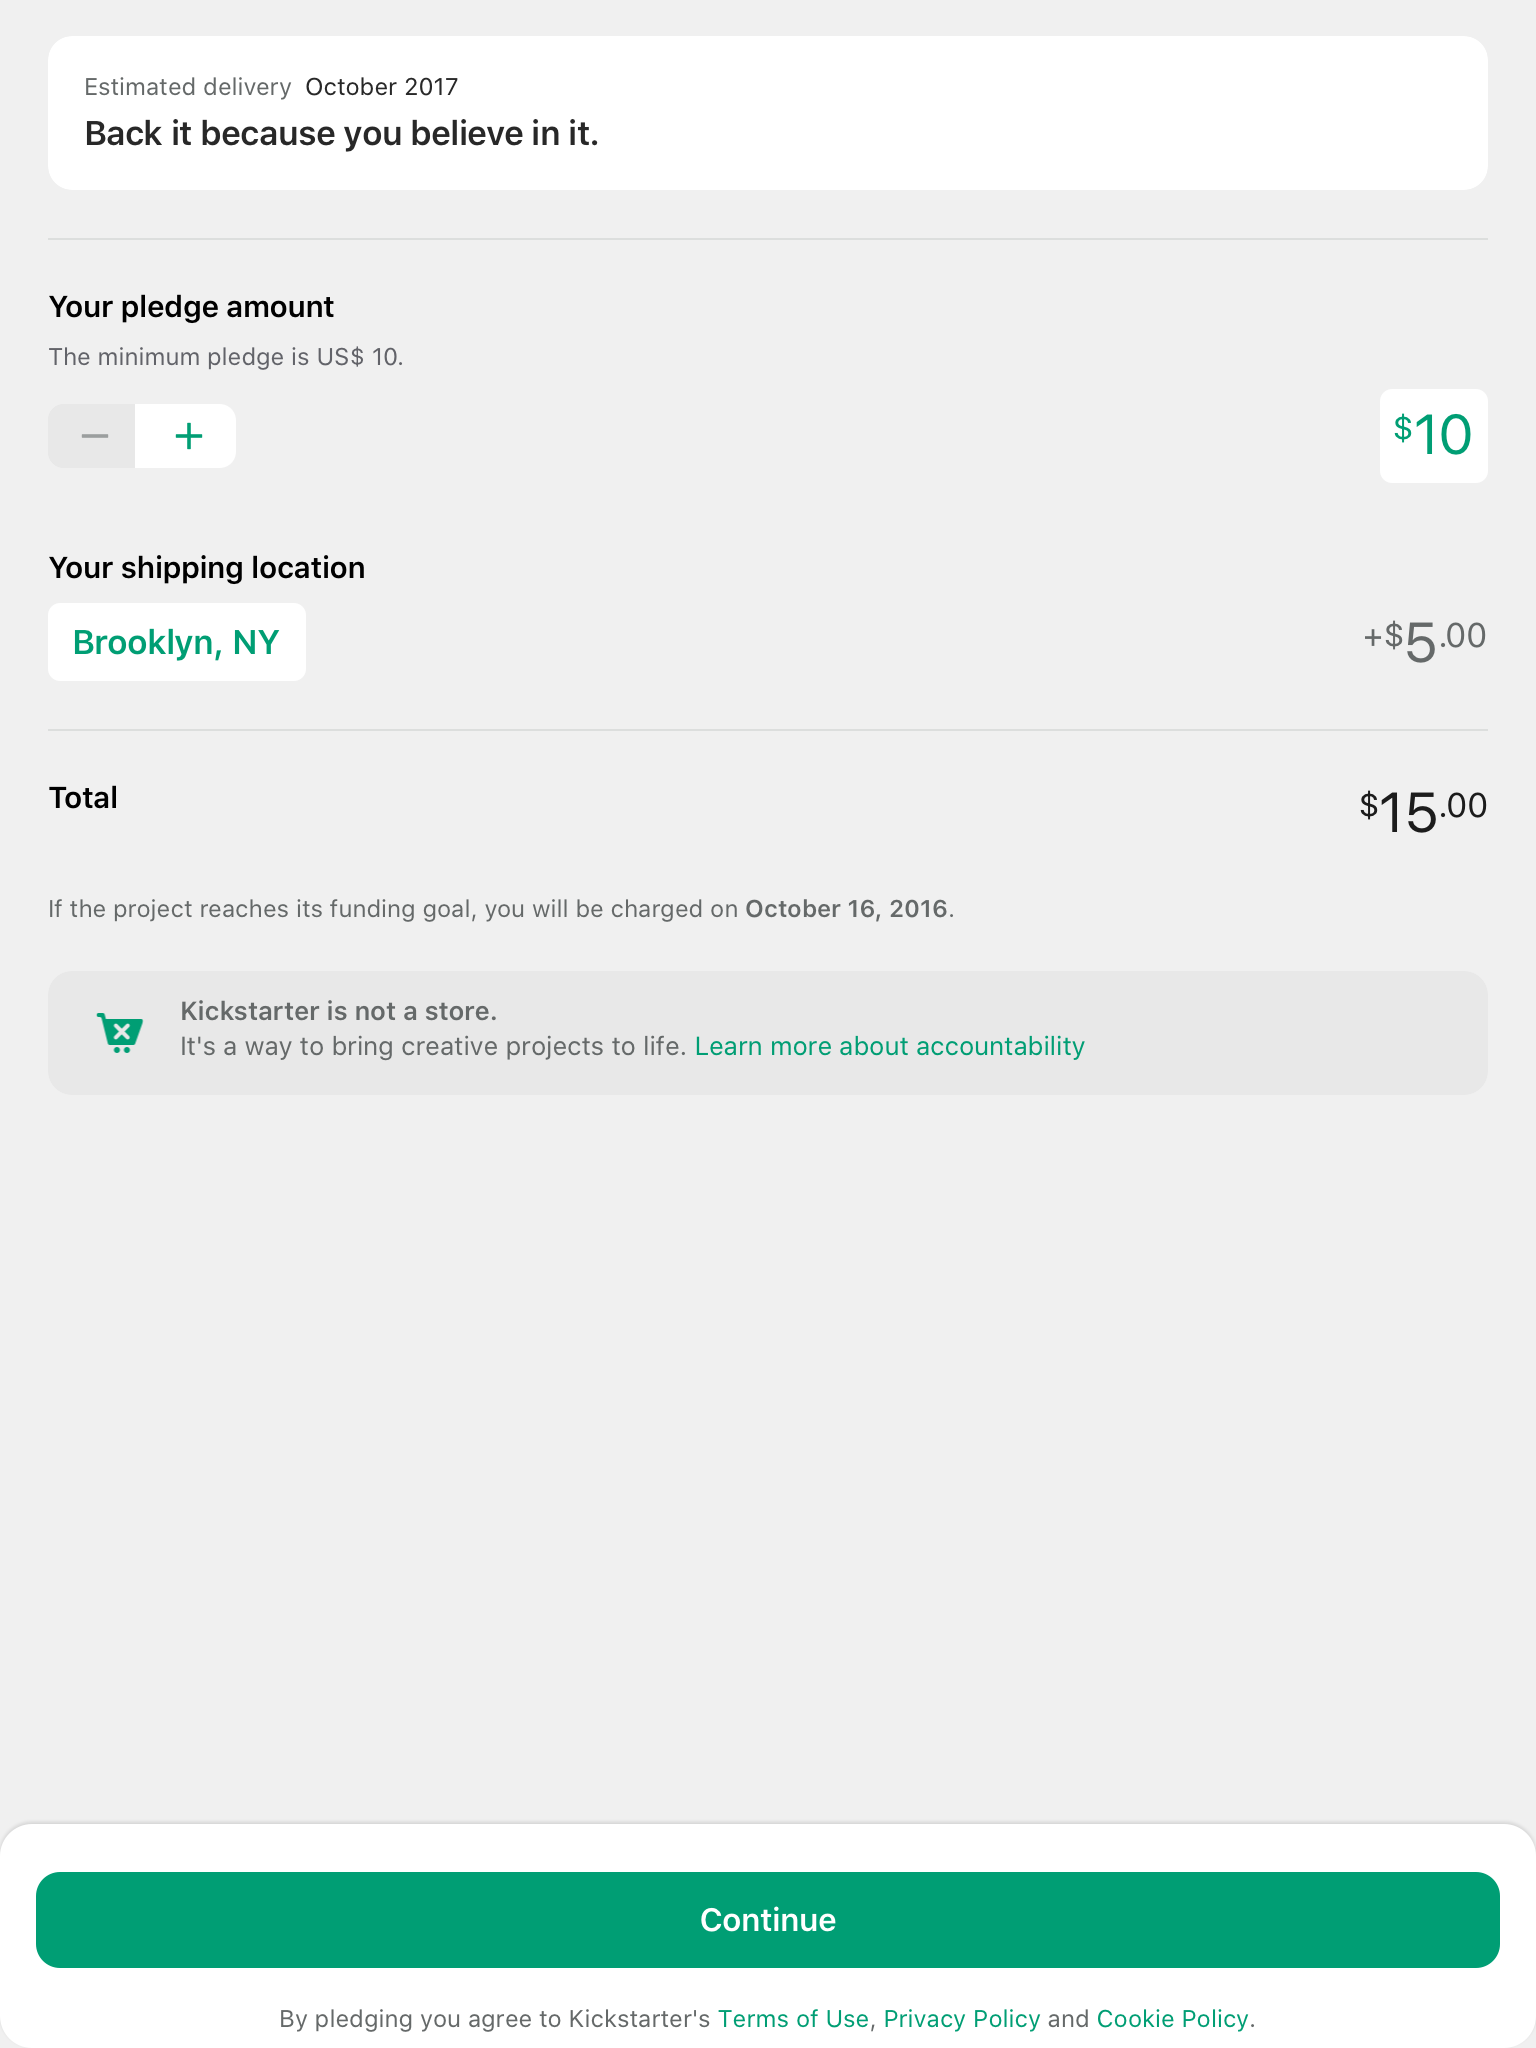 Estimated delivery October 2017
Back it because you believe in it.
Your pledge amount
The minimum pledge is US$ 10.
− +
$10
Your shipping location
Brooklyn, NY
+$5.00
Total
$15.00
If the project reaches its funding goal, you will be charged on October 16, 2016.
Kickstarter is not a store.
It's a way to bring creative projects to life. Learn more about accountability
Continue
By pledging you agree to Kickstarter's Terms of Use, Privacy Policy and Cookie Policy.